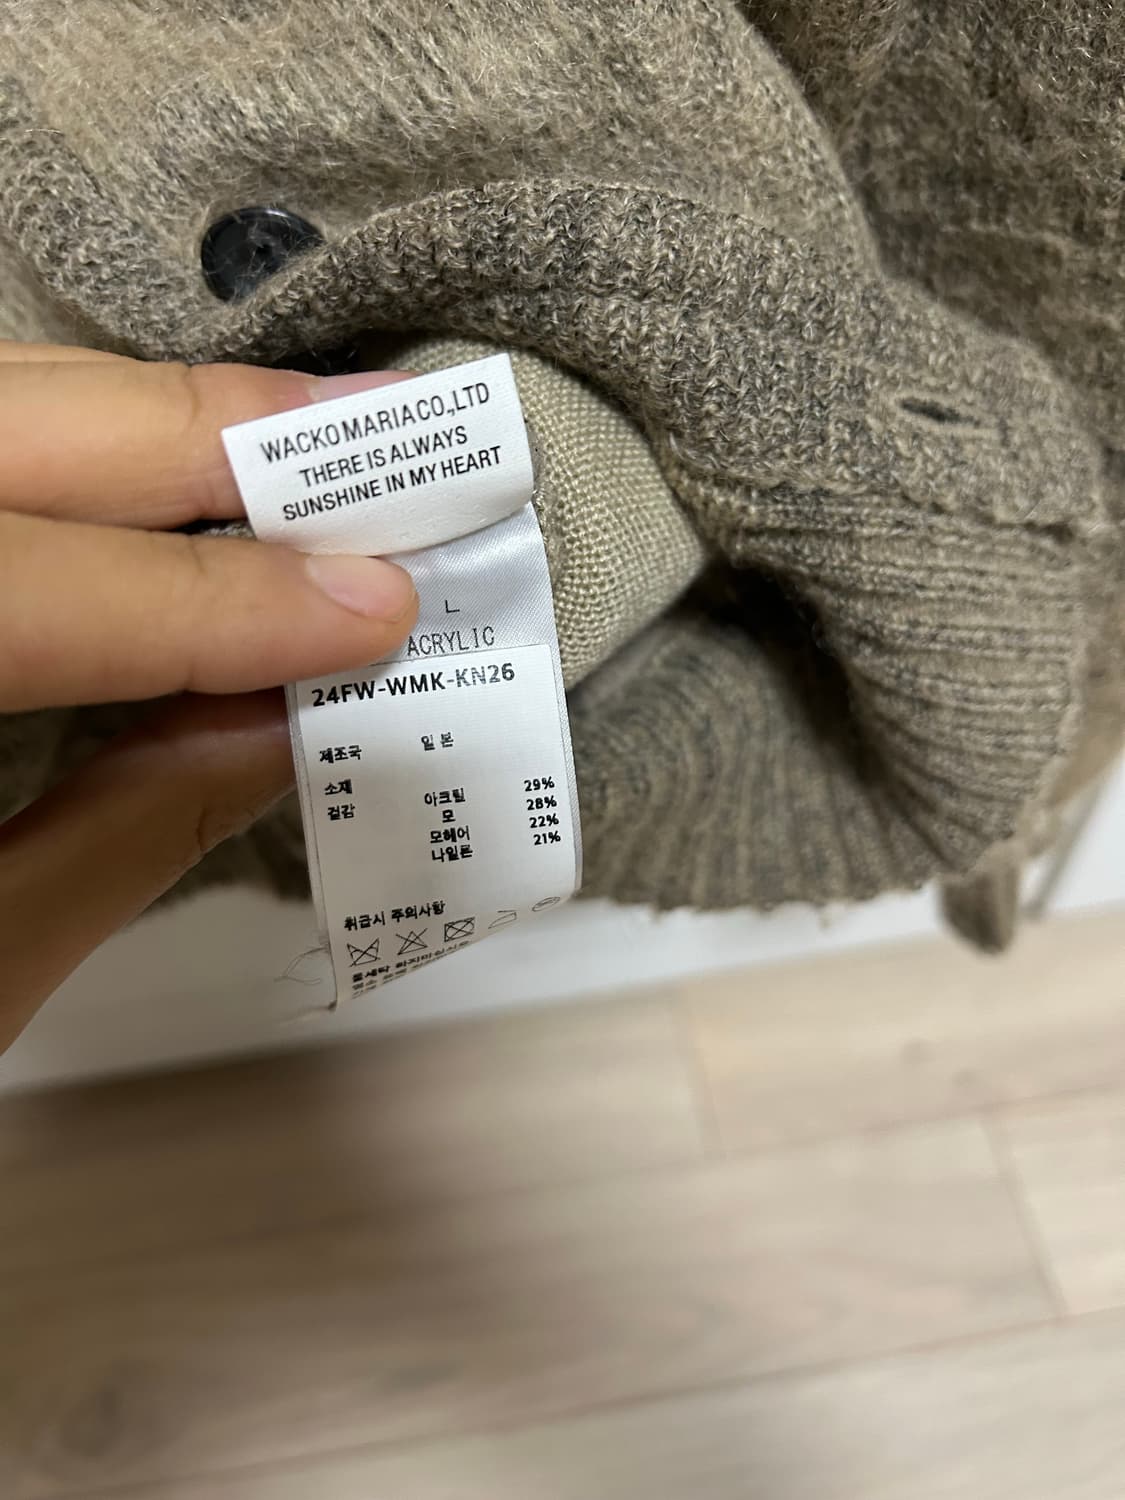 WACKO MARIA CO.,LTD
THERE IS ALWAYS
SUNSHINE IN MY HEART
L
ACRYLIC
24FW-WMK-KN26
제조국 일본
소재 29%
겉감 아크릴 28%
모 22%
모헤어 21%
나일론
취급시 주의사항